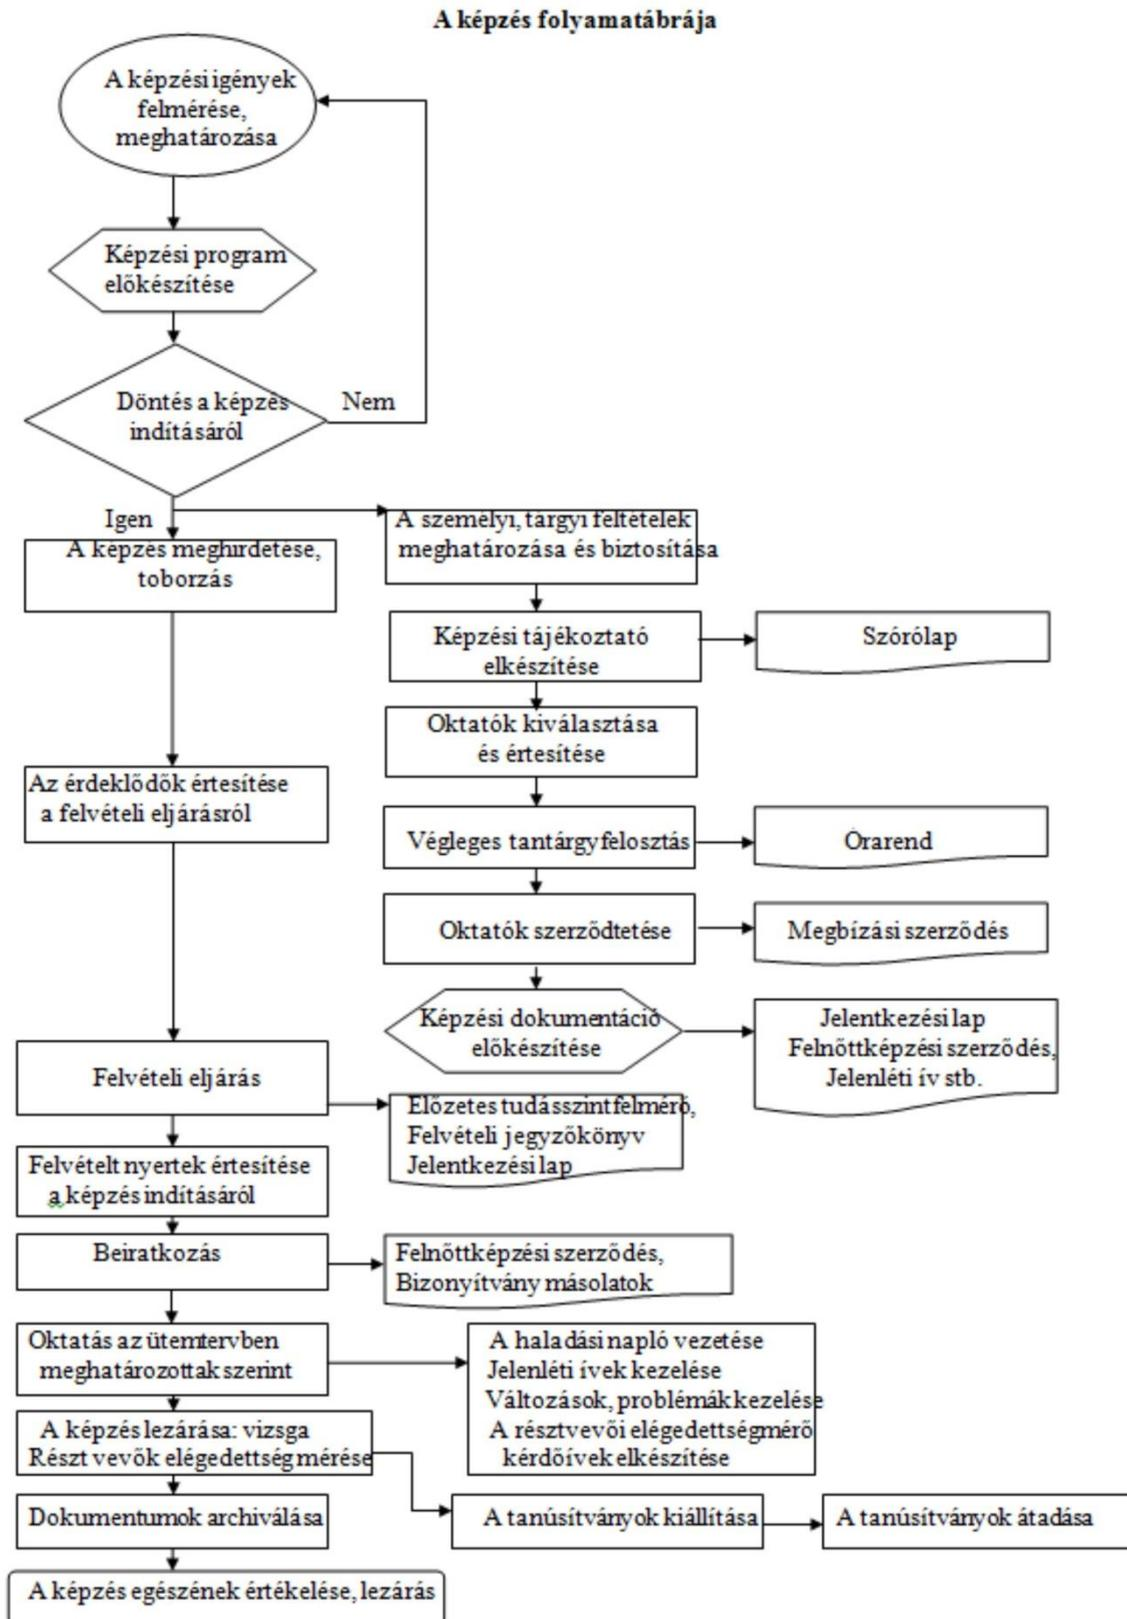 A képzés folyamatábrája
A képzési igények
felmérése,
meghatározása
Képzési program
előkészítése
Döntés a képzés
indításáról
Nem
Igen
A képzés meghirdetése,
toborzás
A személyi, tárgyi feltételek
meghatározása és biztosítása
Képzési tájékoztató
elkészítése
Szórólap
Oktatók kiválasztása
és értesítése
Az érdeklődők értesítése
a felvételi eljárásról
Végleges tantárgyfelosztás
Órarend
Oktatók szerződtetése
Megbízási szerződés
Képzési dokumentáció
előkészítése
Jelentkezési lap
Felnőttképzési szerződés,
Jelenléti ív stb.
Felvételi eljárás
Előzetes tudásszintfelmérő,
Felvételi jegyzőkönyv
Jelentkezési lap
Felvételt nyertek értesítése
a képzés indításáról
Beiratkozás
Felnőttképzési szerződés,
Bizonyítvány másolatok
Oktatás az ütemtervben
meghatározottak szerint
A haladási napló vezetése
Jelenléti ívek kezelése
Változások, problémák kezelése
A résztvevői elégedettségmérő
kérdőívek elkészítése
A képzés lezárása: vizsga
Részt vevők elégedettség mérése
Dokumentumok archiválása
A tanúsítványok kiállítása
A tanúsítványok átadása
A képzés egészének értékelése, lezárás